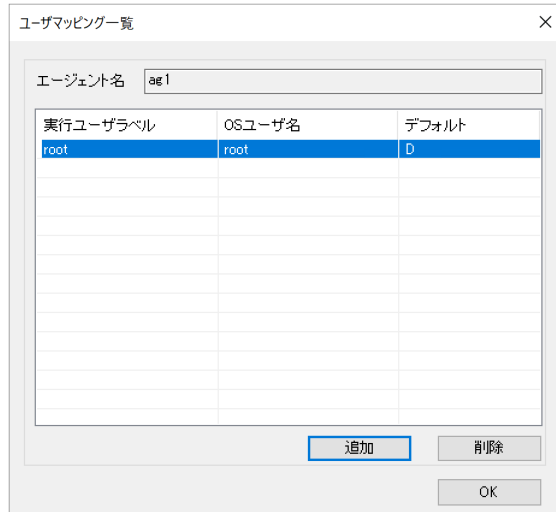 ユーザマッピング一覧
エージェント名 ag1
実行ユーザラベル OSユーザ名 デフォルト
root root D
追加 削除
OK